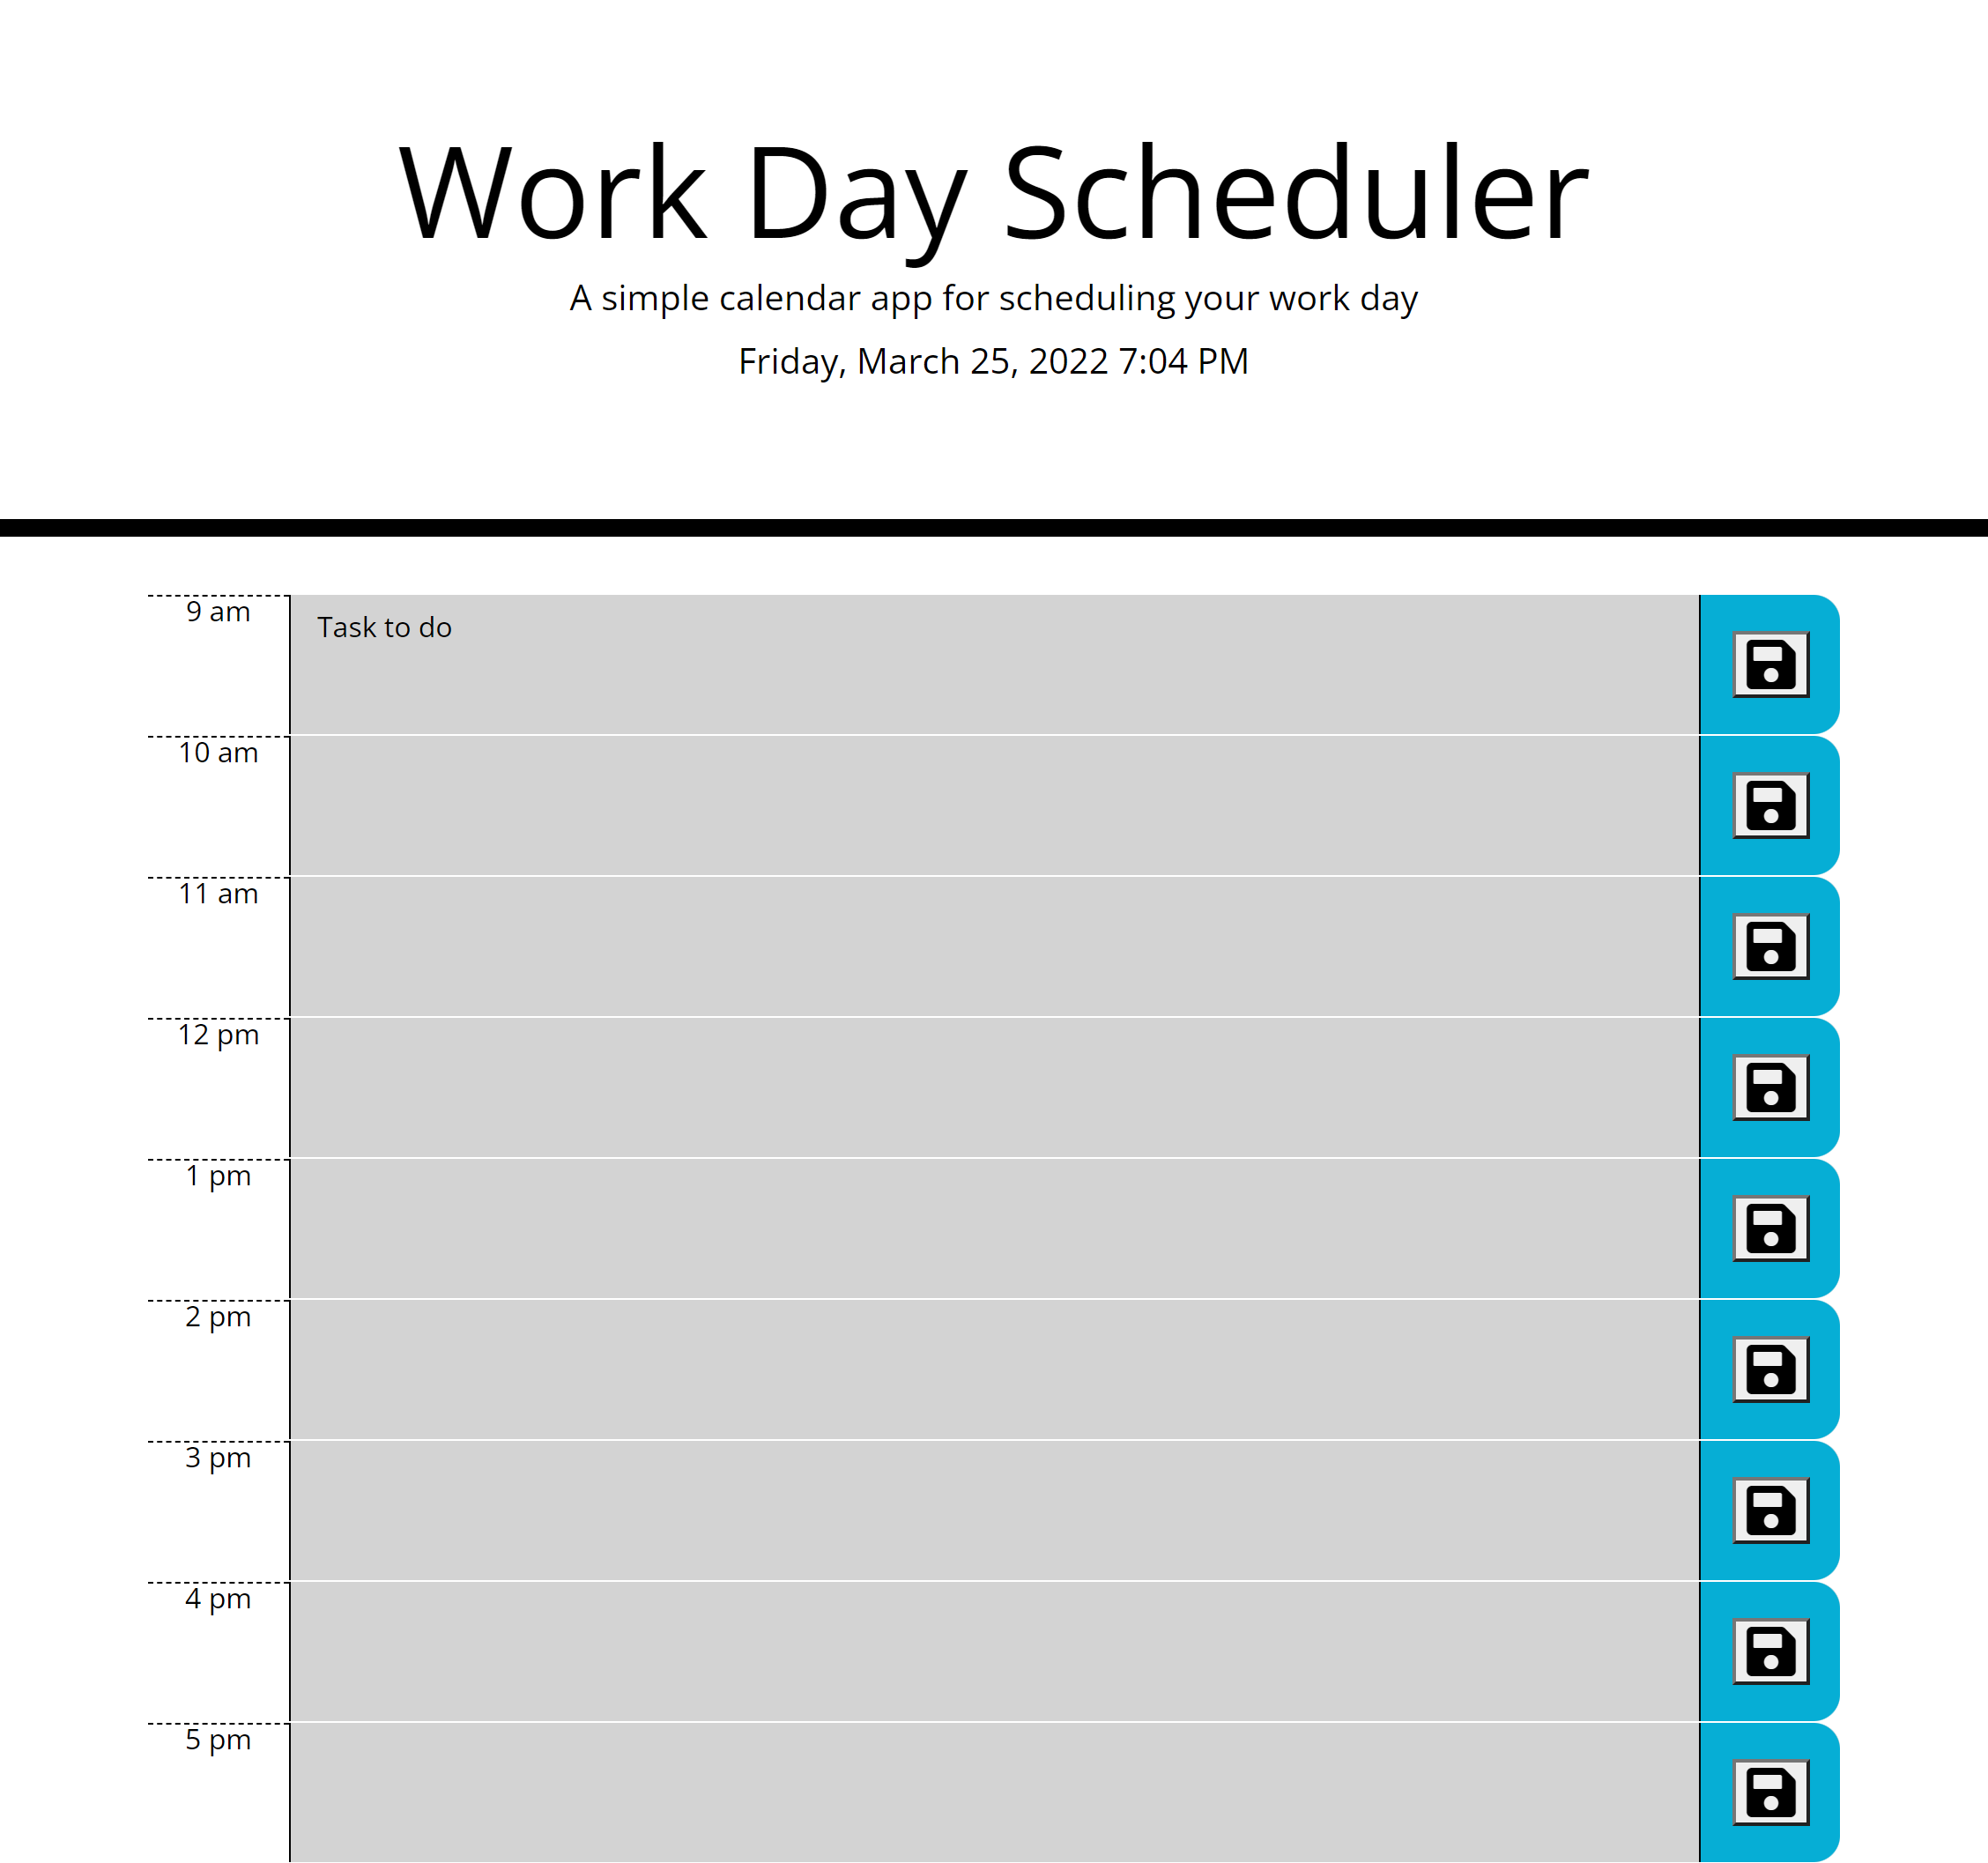 Work Day Scheduler
A simple calendar app for scheduling your work day
Friday, March 25, 2022 7:04 PM
9 am
Task to do
10 am
11 am
12 pm
1 pm
2 pm
3 pm
4 pm
5 pm